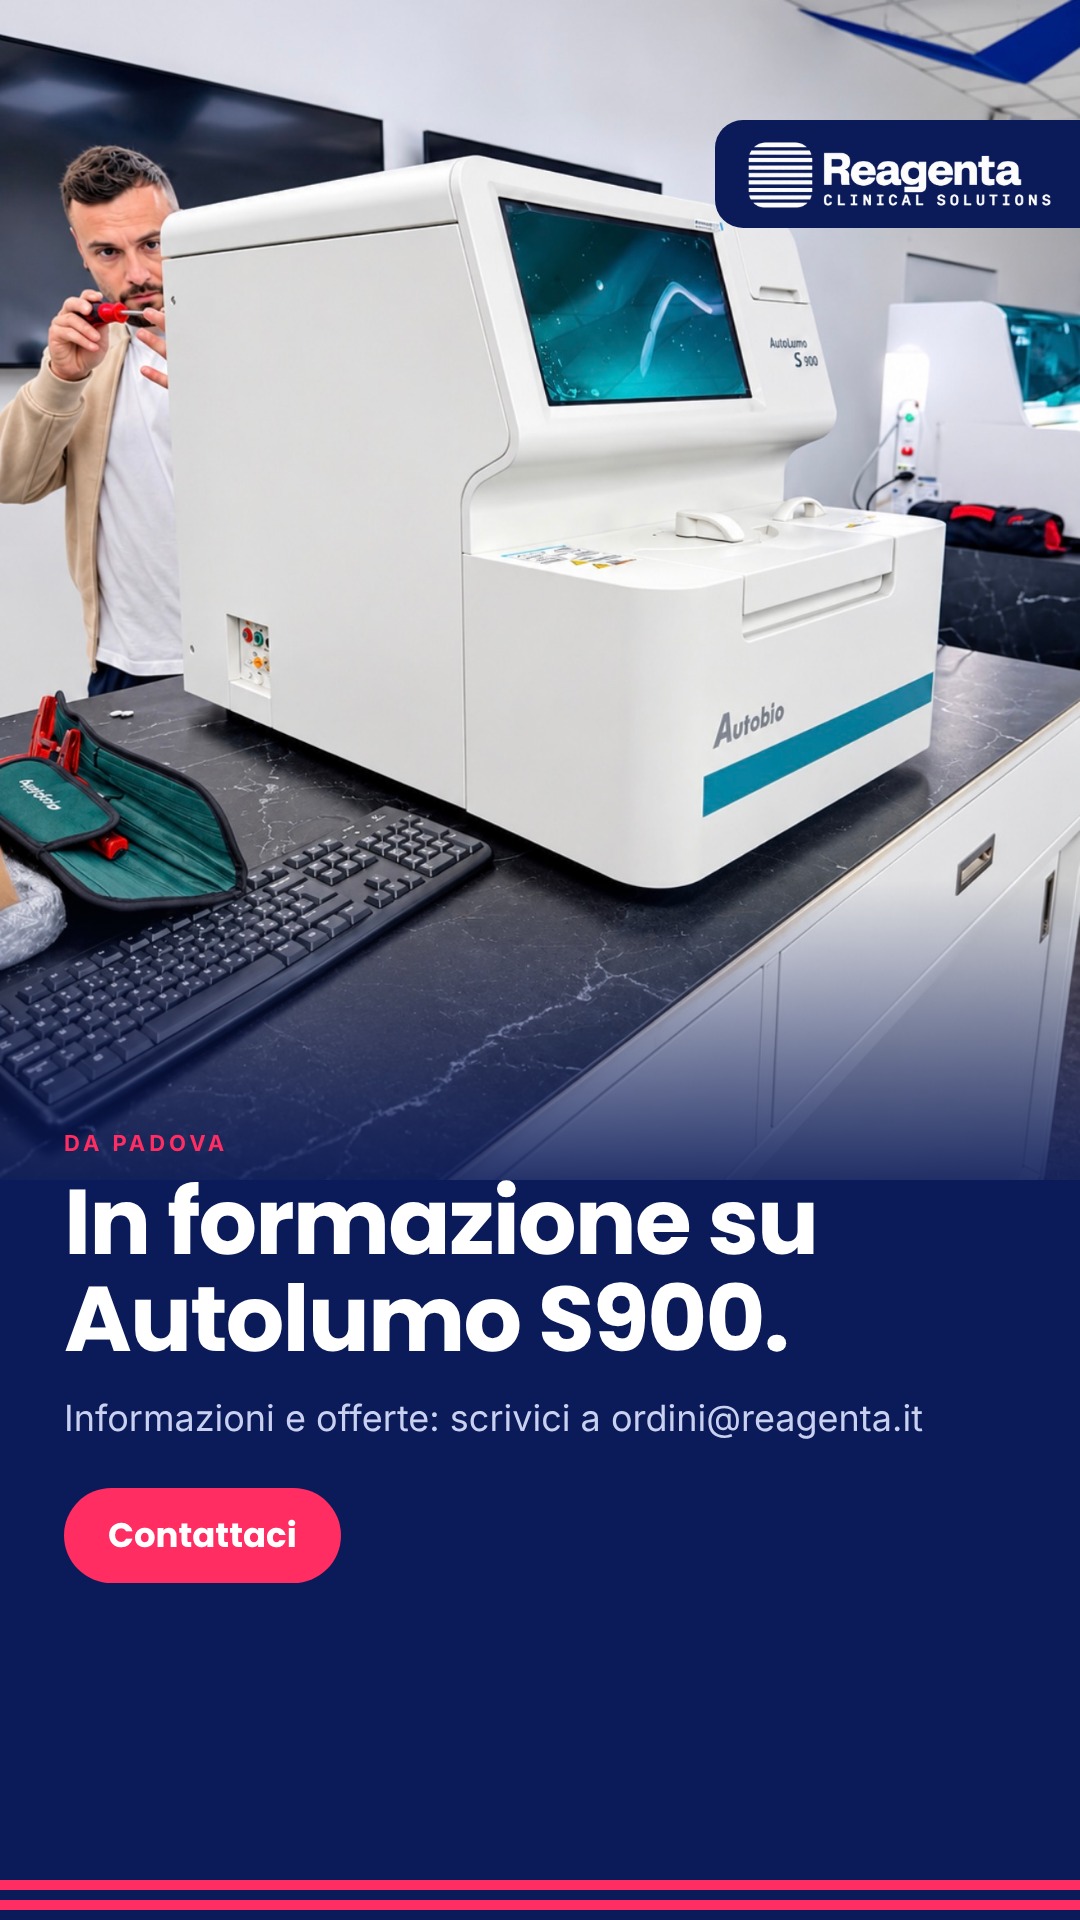 Reagenta
CLINICAL SOLUTIONS
AutoLumo
S 900
Autobio
Autobio
DA PADOVA
In formazione su
Autolumo S900.
Informazioni e offerte: scrivici a ordini@reagenta.it
Contattaci